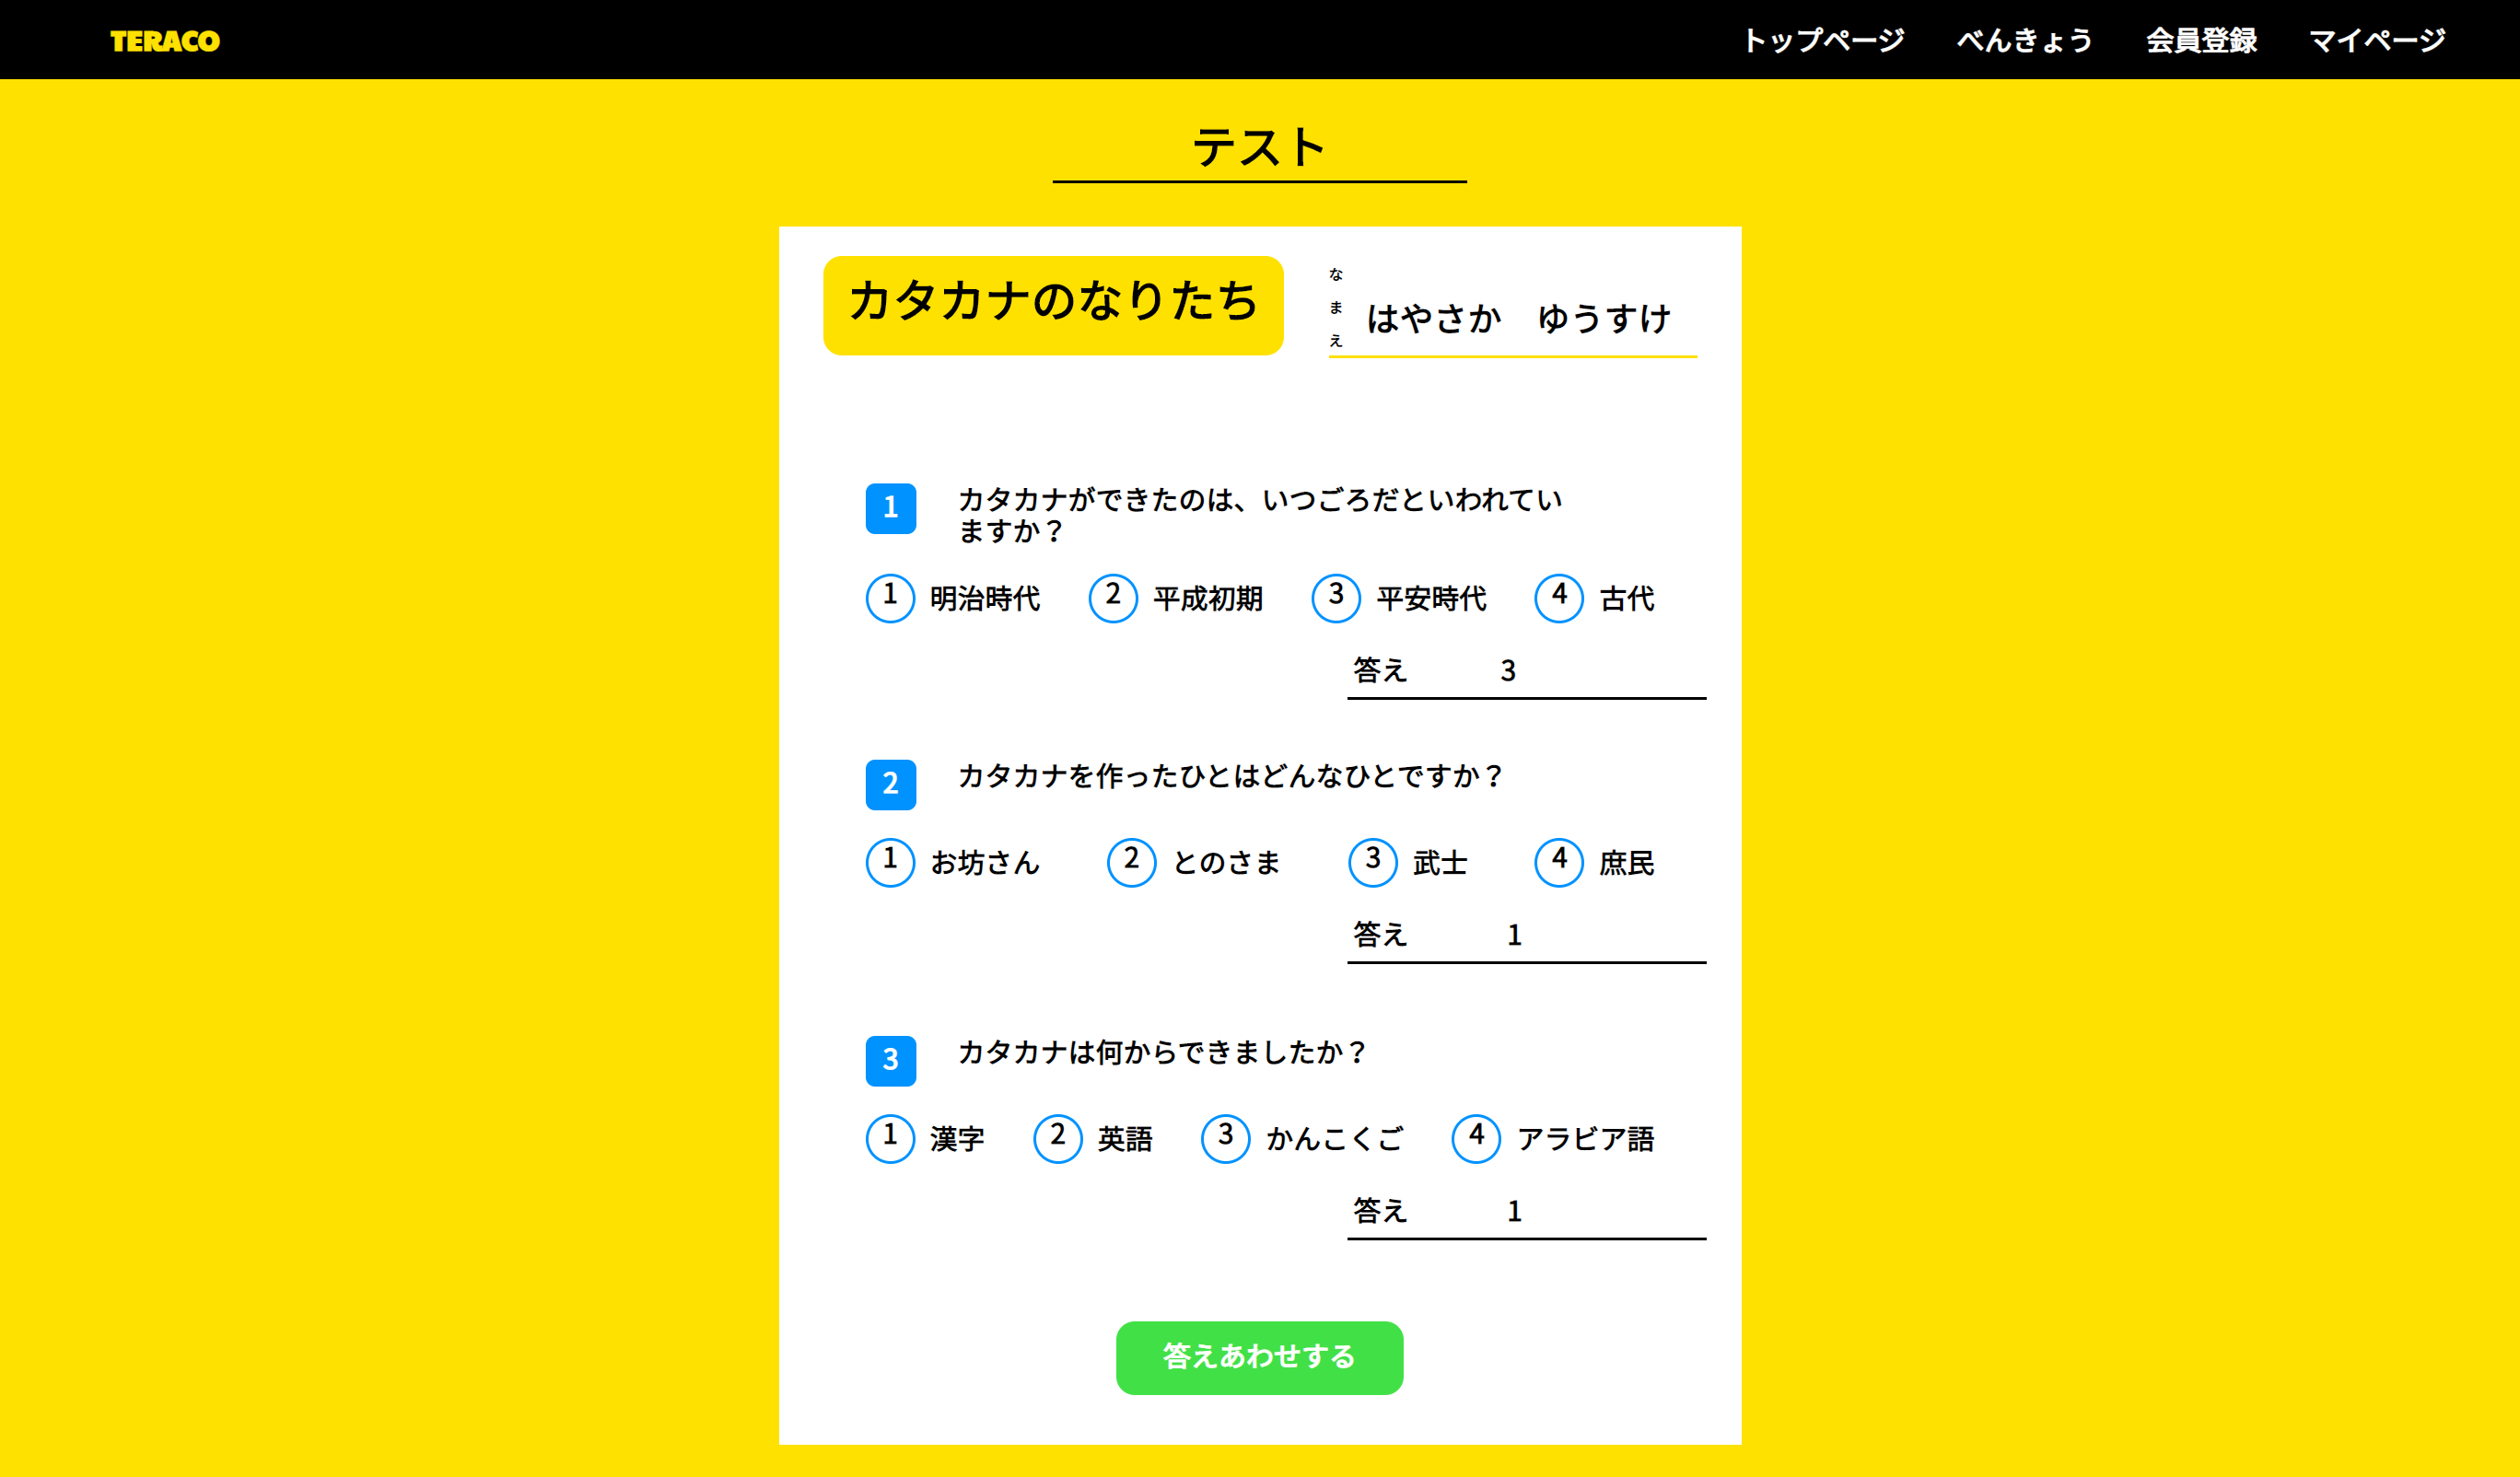 TERACO
トップページ べんきょう 会員登録 マイページ
テスト
カタカナのなりたち
なまえ
はやさか　ゆうすけ
1 カタカナができたのは、いつごろだといわれてい
ますか？
1 明治時代 2 平成初期 3 平安時代 4 古代
答え 3
2 カタカナを作ったひとはどんなひとですか？
1 お坊さん 2 とのさま 3 武士 4 庶民
答え 1
3 カタカナは何からできましたか？
1 漢字 2 英語 3 かんこくご 4 アラビア語
答え 1
答えあわせする